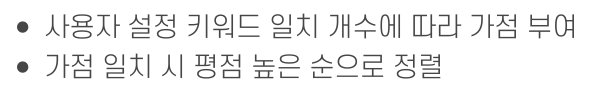 • 사용자 설정 키워드 일치 개수에 따라 가점 부여
• 가점 일치 시 평점 높은 순으로 정렬